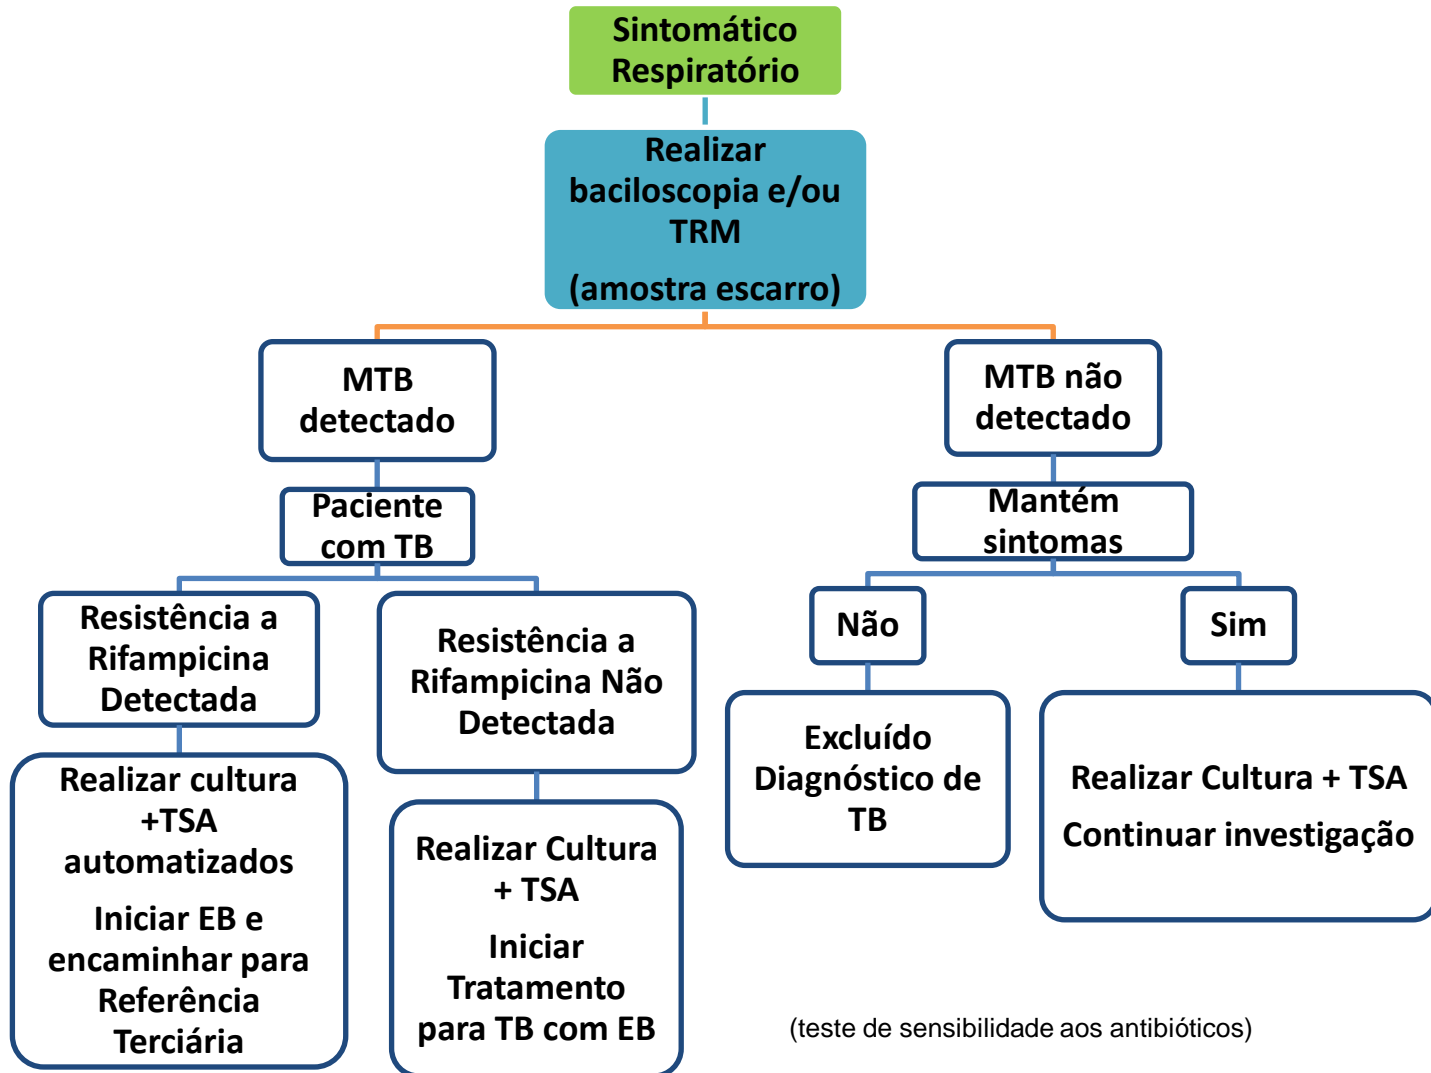 Sintomático
Respiratório
Realizar
baciloscopia e/ou
TRM
(amostra escarro)
MTB
detectado
MTB não
detectado
Paciente
com TB
Mantém
sintomas
Resistência a
Rifampicina
Detectada
Resistência a
Rifampicina Não
Detectada
Não
Sim
Realizar cultura
+TSA
automatizados
Iniciar EB e
encaminhar para
Referência
Terciária
Realizar Cultura
+ TSA
Iniciar
Tratamento
para TB com EB
Excluído
Diagnóstico de
TB
Realizar Cultura + TSA
Continuar investigação
(teste de sensibilidade aos antibióticos)